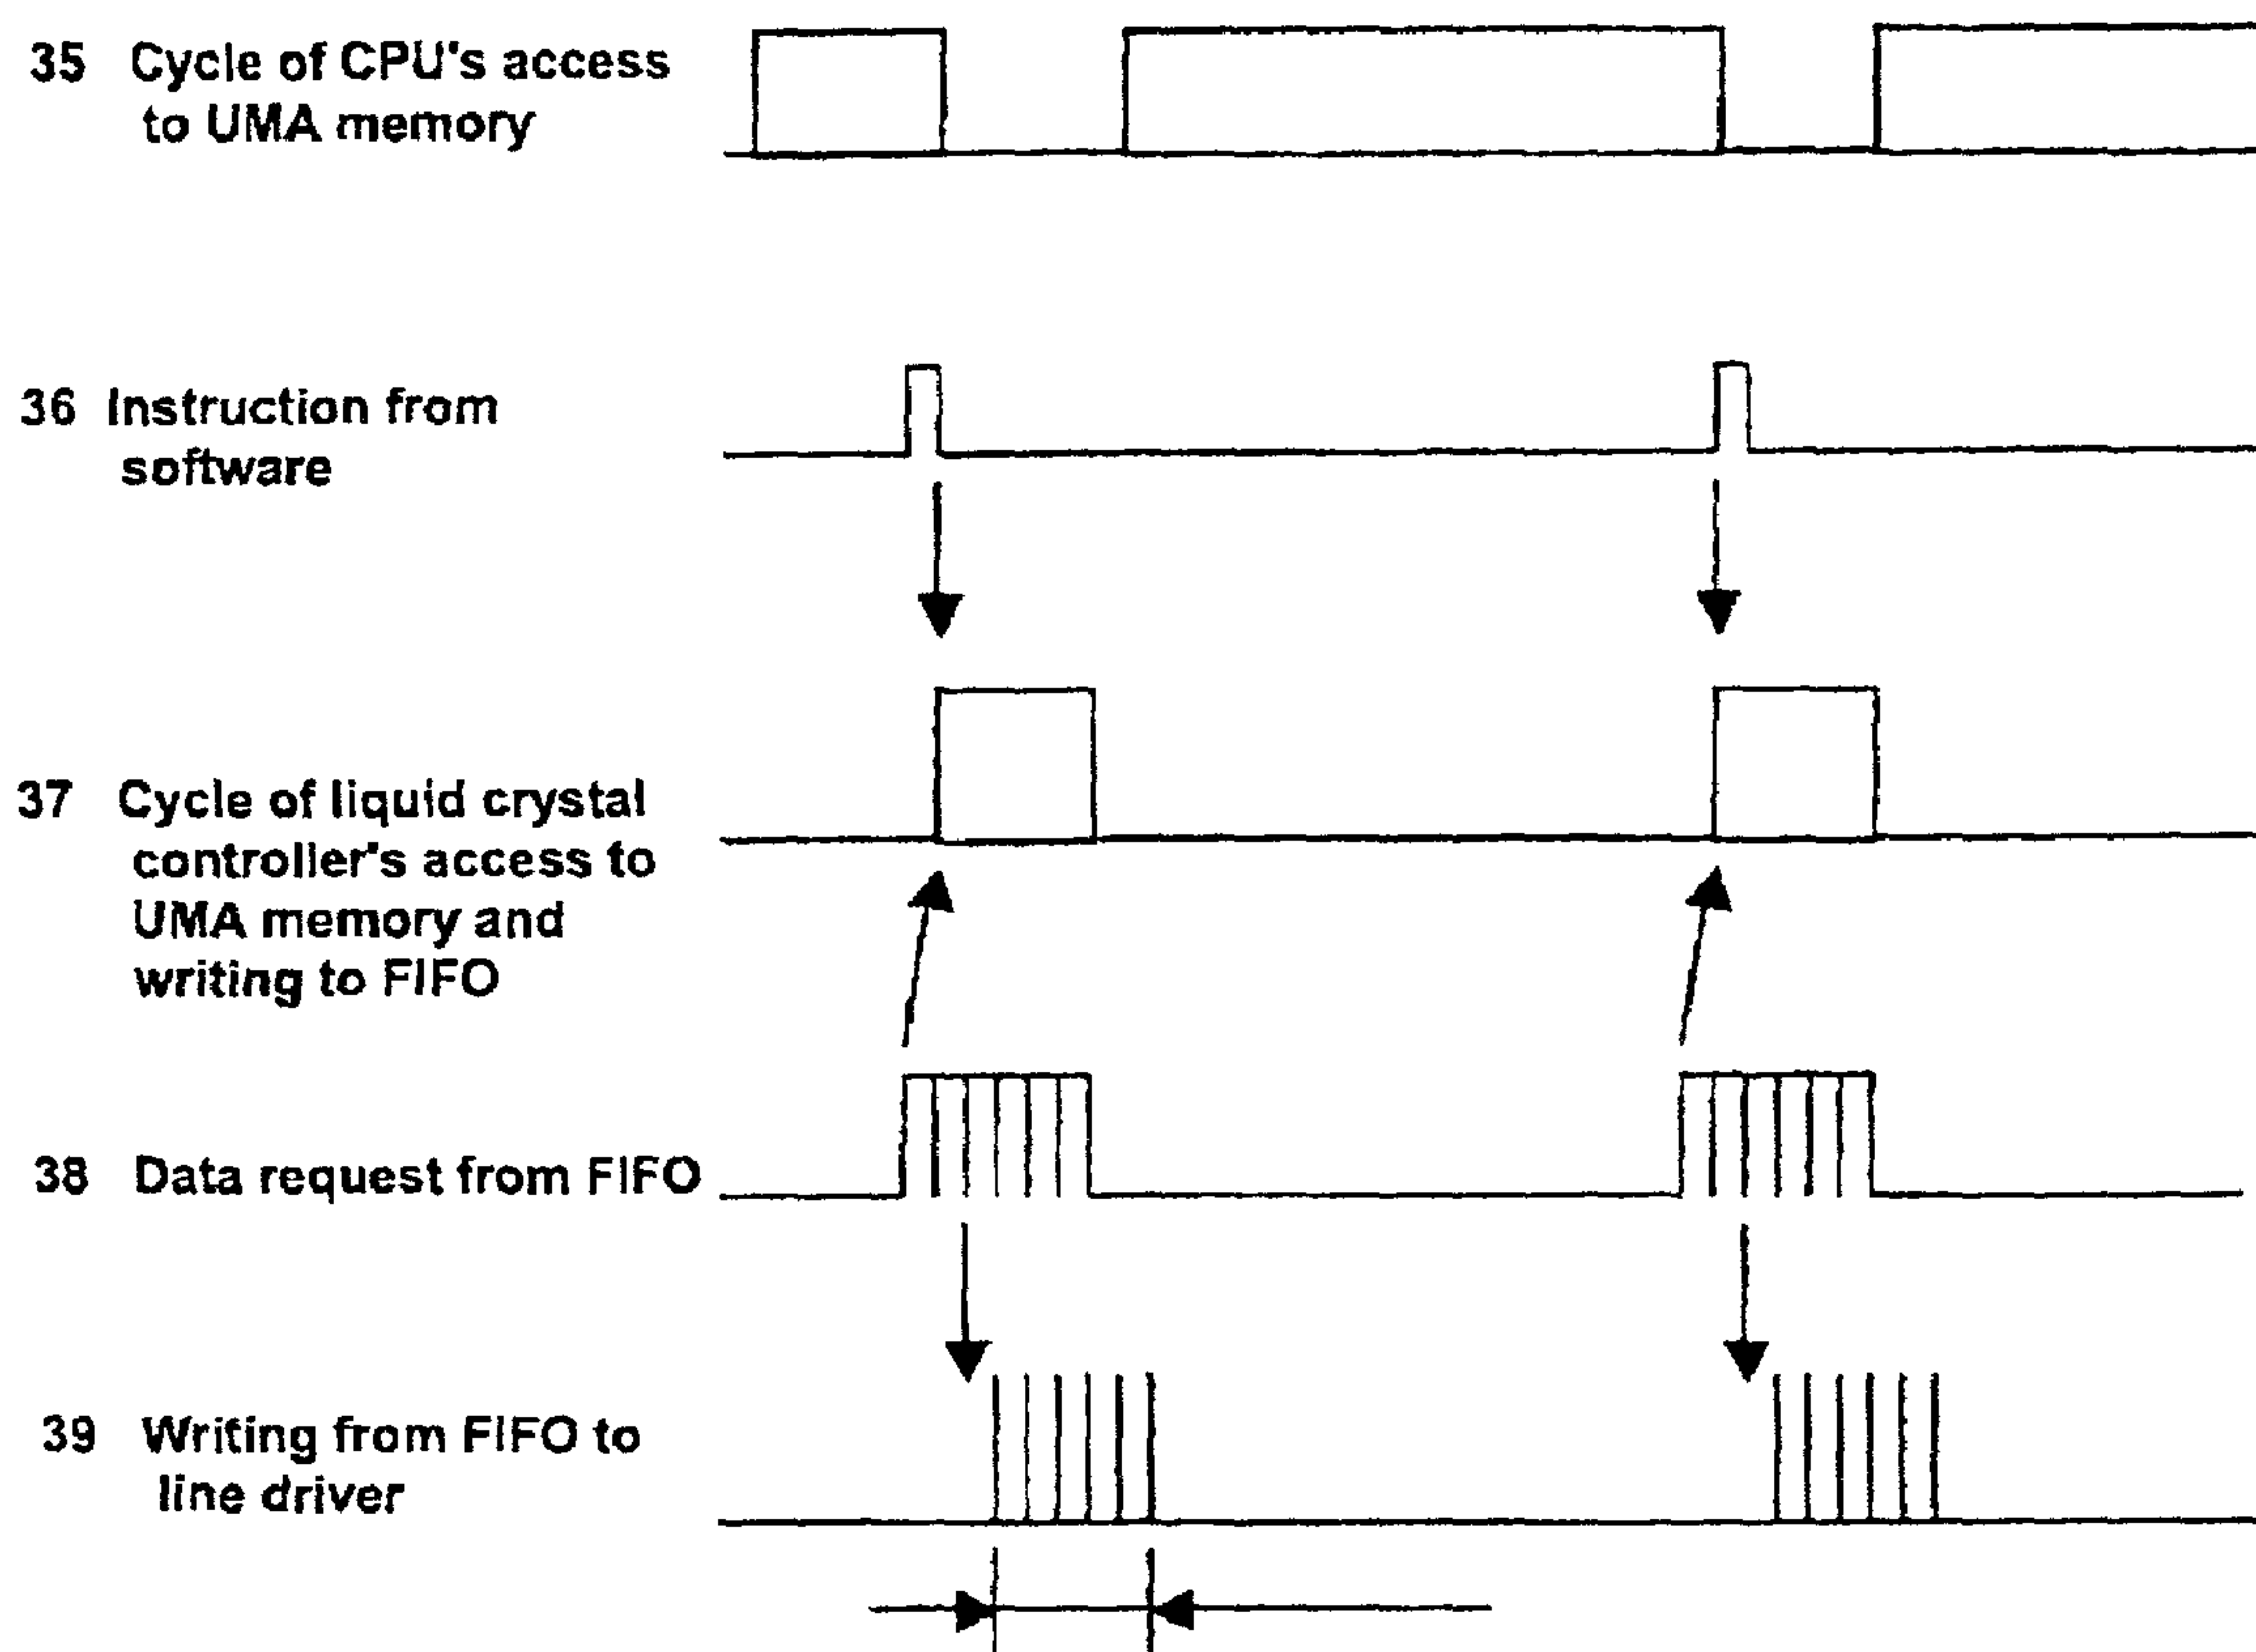 35 Cycle of CPU"s access
to UMA memory
36 Instruction from
software
37 Cycle of liquid crystal
controller's access to
UMA memory and
writing to FIFO
38 Data request from FIFO
39 Writing from FIFO to
line driver